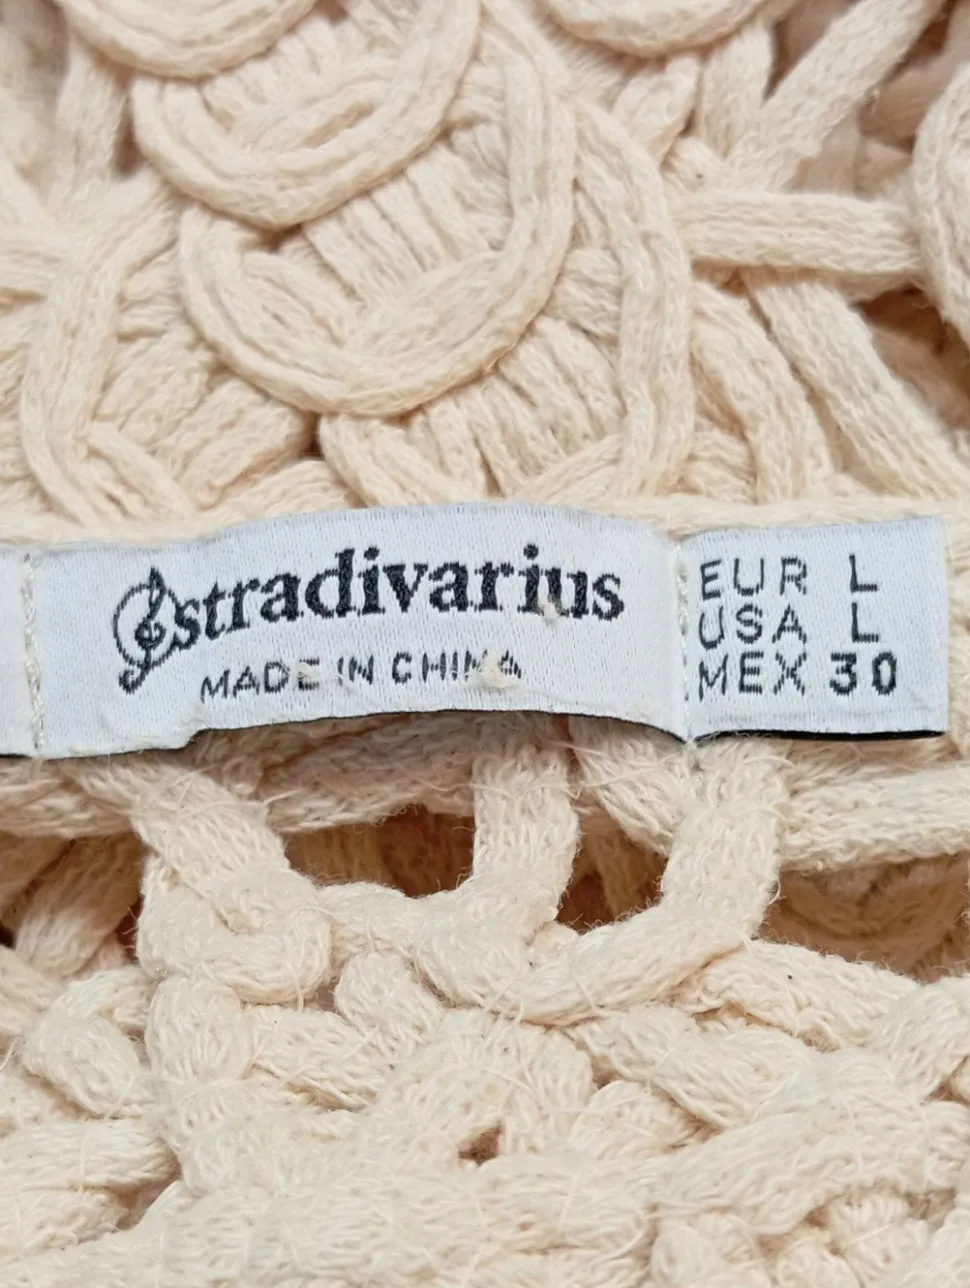 stradivarius
MADE IN CHINA
EUR L
USA L
MEX 30